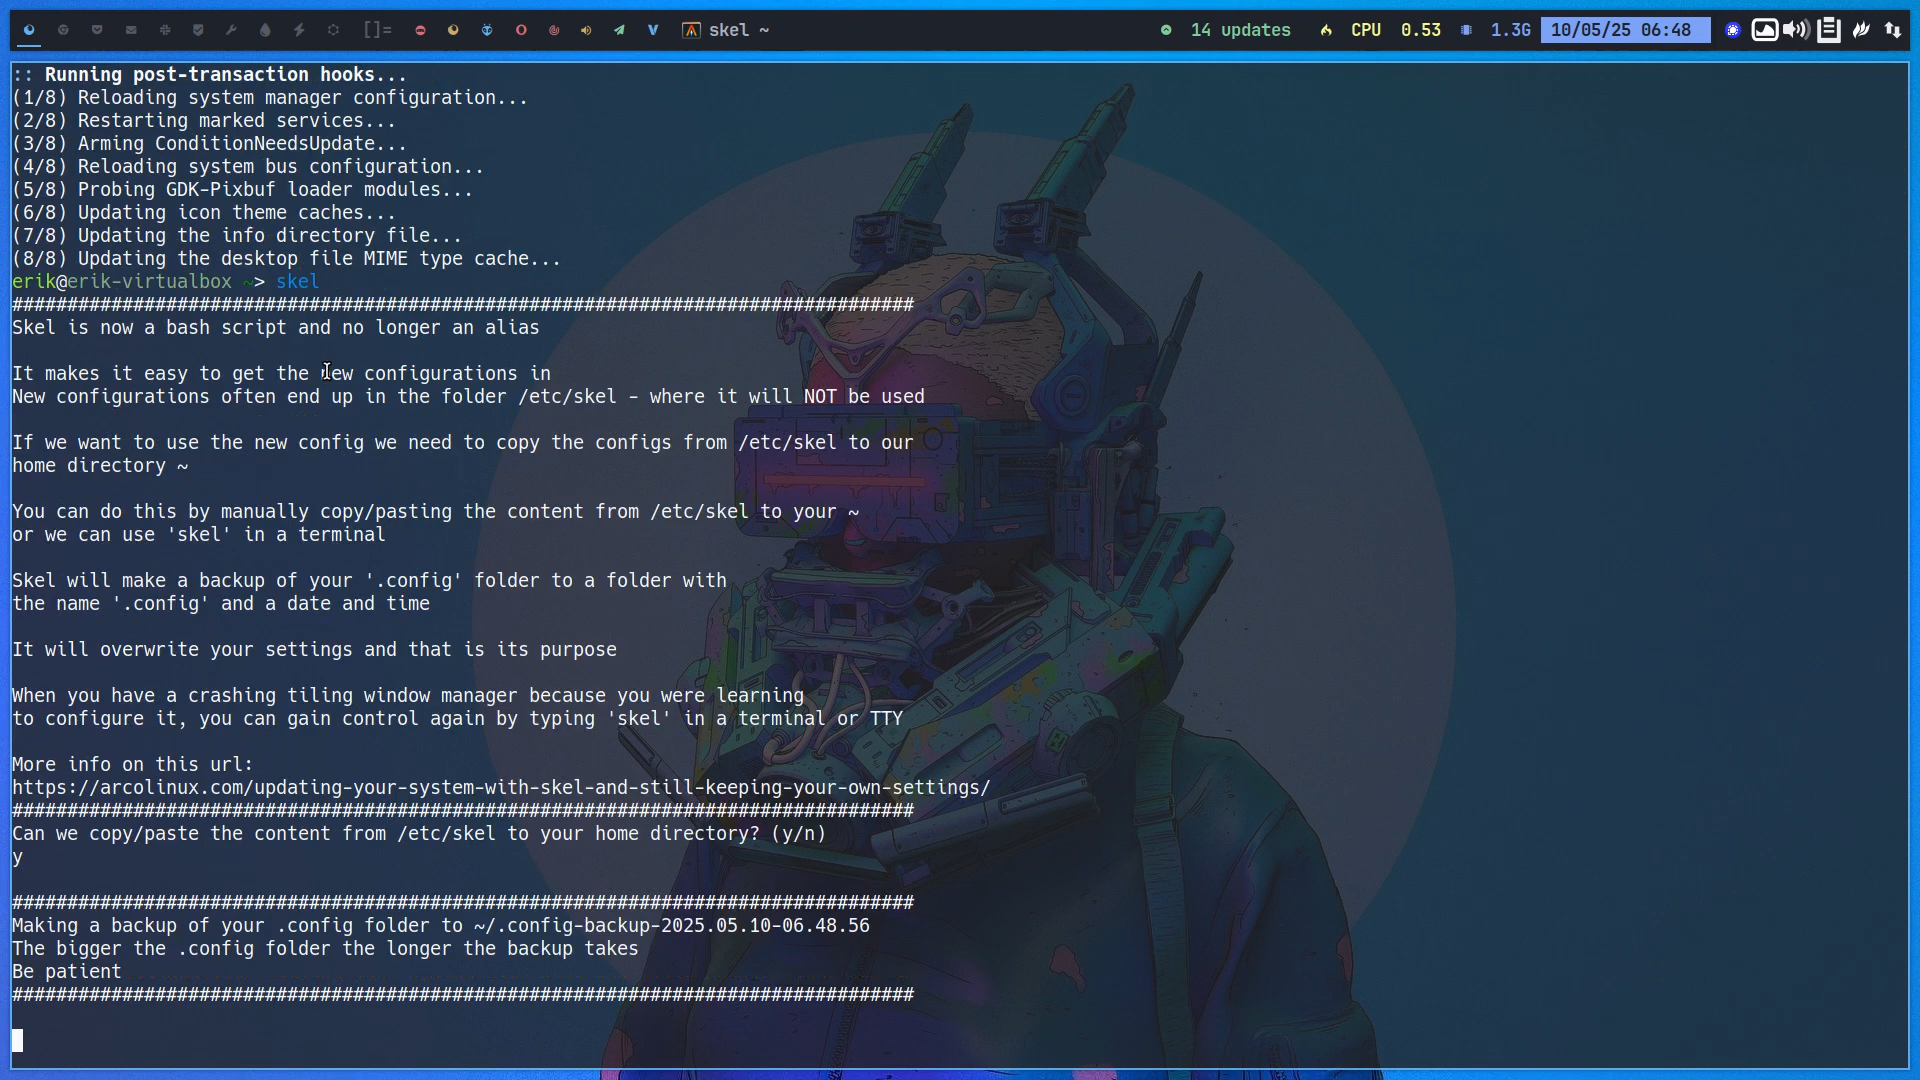 []= skel ~ 14 updates CPU 0.53 1.3G 10/05/25 06:48
:: Running post-transaction hooks...
(1/8) Reloading system manager configuration...
(2/8) Restarting marked services...
(3/8) Arming ConditionNeedsUpdate...
(4/8) Reloading system bus configuration...
(5/8) Probing GDK-Pixbuf loader modules...
(6/8) Updating icon theme caches...
(7/8) Updating the info directory file...
(8/8) Updating the desktop file MIME type cache...
erik@erik-virtualbox ~> skel
##################################################################################
Skel is now a bash script and no longer an alias
It makes it easy to get the new configurations in
New configurations often end up in the folder /etc/skel - where it will NOT be used
If we want to use the new config we need to copy the configs from /etc/skel to our
home directory ~
You can do this by manually copy/pasting the content from /etc/skel to your ~
or we can use 'skel' in a terminal
Skel will make a backup of your '.config' folder to a folder with
the name '.config' and a date and time
It will overwrite your settings and that is its purpose
When you have a crashing tiling window manager because you were learning
to configure it, you can gain control again by typing 'skel' in a terminal or TTY
More info on this url:
https://arcolinux.com/updating-your-system-with-skel-and-still-keeping-your-own-settings/
##################################################################################
Can we copy/paste the content from /etc/skel to your home directory? (y/n)
y
##################################################################################
Making a backup of your .config folder to ~/.config-backup-2025.05.10-06.48.56
The bigger the .config folder the longer the backup takes
Be patient
##################################################################################